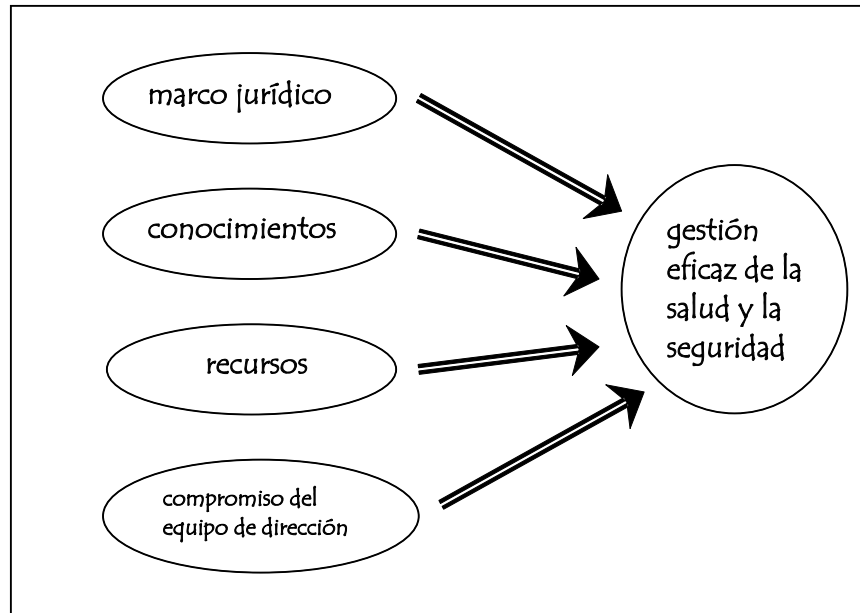 marco jurídico
conocimientos
recursos
compromiso del
equipo de dirección
gestión
eficaz de la
salud y la
seguridad